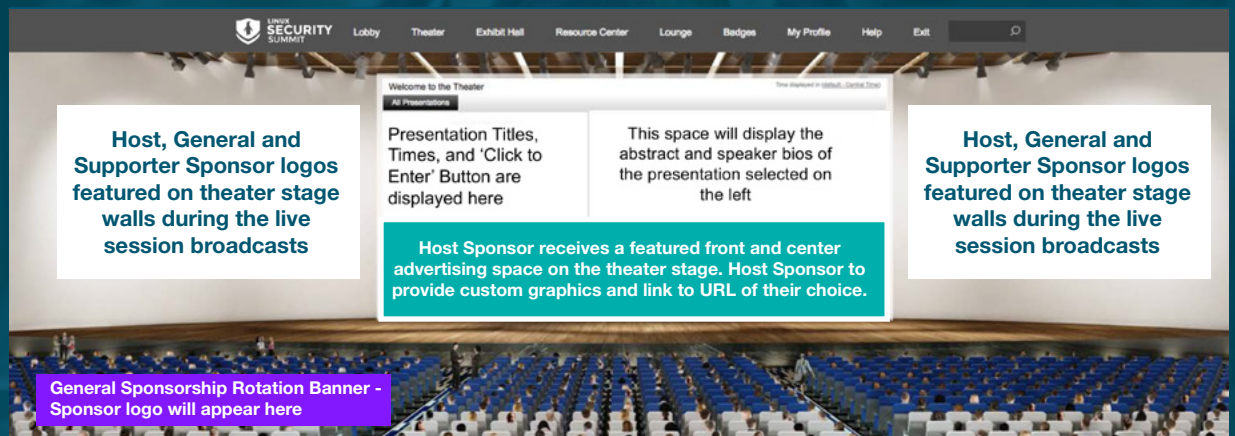 LINUX
SECURITY
SUMMIT
Lobby Theater Exhibit Hall Resource Center Lounge Badges My Profile Help Exit
Welcome to the Theater
Time displayed in (default - Central Time)
All Presentations
Host, General and
Supporter Sponsor logos
featured on theater stage
walls during the live
session broadcasts
Presentation Titles,
Times, and ‘Click to
Enter’ Button are
displayed here
This space will display the
abstract and speaker bios of
the presentation selected on
the left
Host Sponsor receives a featured front and center
advertising space on the theater stage. Host Sponsor to
provide custom graphics and link to URL of their choice.
Host, General and
Supporter Sponsor logos
featured on theater stage
walls during the live
session broadcasts
General Sponsorship Rotation Banner -
Sponsor logo will appear here